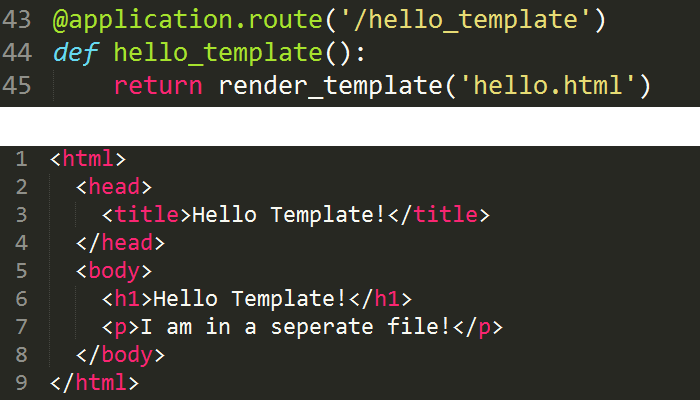 43 @application.route('/hello_template')
44 def hello_template():
45     return render_template('hello.html')
1 <html>
2   <head>
3     <title>Hello Template!</title>
4   </head>
5   <body>
6     <h1>Hello Template!</h1>
7     <p>I am in a seperate file!</p>
8   </body>
9 </html>